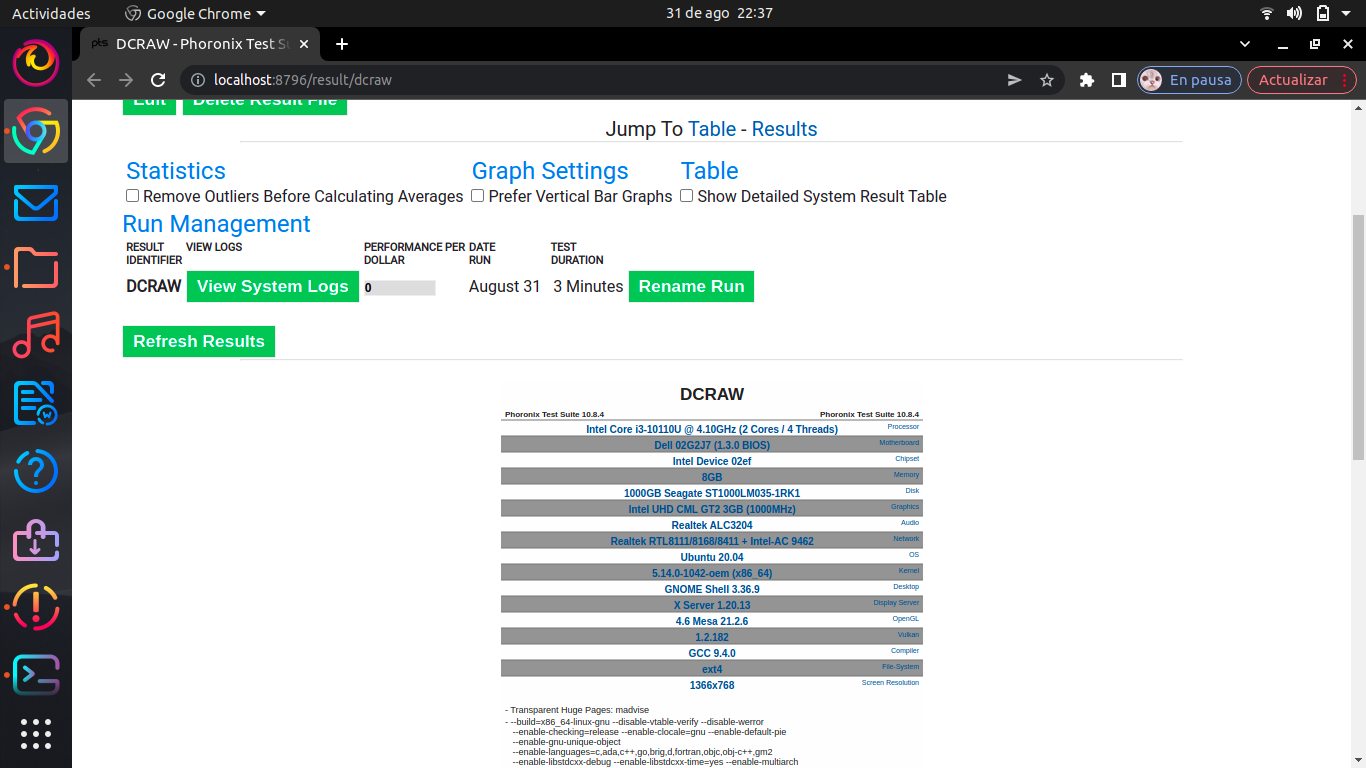 Actividades Google Chrome 31 de ago 22:37
pts DCRAW - Phoronix Test Su
localhost:8796/result/dcraw En pausa Actualizar
Edit Delete Result File
Jump To Table - Results
Statistics Graph Settings Table
Remove Outliers Before Calculating Averages Prefer Vertical Bar Graphs Show Detailed System Result Table
Run Management
RESULT VIEW LOGS PERFORMANCE PER DATE TEST
IDENTIFIER DOLLAR RUN DURATION
DCRAW View System Logs 0 August 31 3 Minutes Rename Run
Refresh Results
DCRAW
Phoronix Test Suite 10.8.4 Phoronix Test Suite 10.8.4
Intel Core i3-10110U @ 4.10GHz (2 Cores / 4 Threads) Processor
Dell 02G2J7 (1.3.0 BIOS) Motherboard
Intel Device 02ef Chipset
8GB Memory
1000GB Seagate ST1000LM035-1RK1 Disk
Intel UHD CML GT2 3GB (1000MHz) Graphics
Realtek ALC3204 Audio
Realtek RTL8111/8168/8411 + Intel-AC 9462 Network
Ubuntu 20.04 OS
5.14.0-1042-oem (x86_64) Kernel
GNOME Shell 3.36.9 Desktop
X Server 1.20.13 Display Server
4.6 Mesa 21.2.6 OpenGL
1.2.182 Vulkan
GCC 9.4.0 Compiler
ext4 File-System
1366x768 Screen Resolution
- Transparent Huge Pages: madvise
- --build=x86_64-linux-gnu --disable-vtable-verify --disable-werror
--enable-checking=release --enable-clocale=gnu --enable-default-pie
--enable-gnu-unique-object
--enable-languages=c,ada,c++,go,brig,d,fortran,objc,obj-c++,gm2
--enable-libstdcxx-debug --enable-libstdcxx-time=yes --enable-multiarch